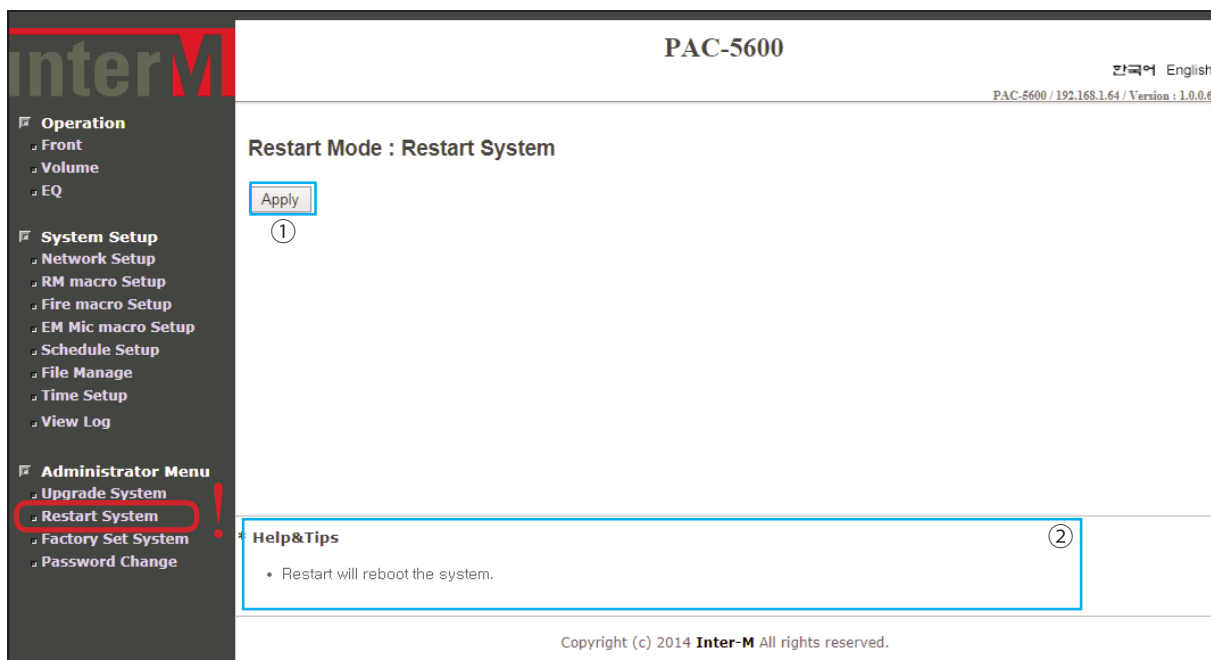 interM
PAC-5600
한국어 English
PAC-5600 / 192.168.1.64 / Version : 1.0.0.6
Operation
Front
Volume
EQ
System Setup
Network Setup
RM macro Setup
Fire macro Setup
EM Mic macro Setup
Schedule Setup
File Manage
Time Setup
View Log
Administrator Menu
Upgrade System
Restart System
!
Factory Set System
Password Change
Restart Mode : Restart System
Apply
①
②
* Help&Tips
• Restart will reboot the system.
Copyright (c) 2014 Inter-M All rights reserved.